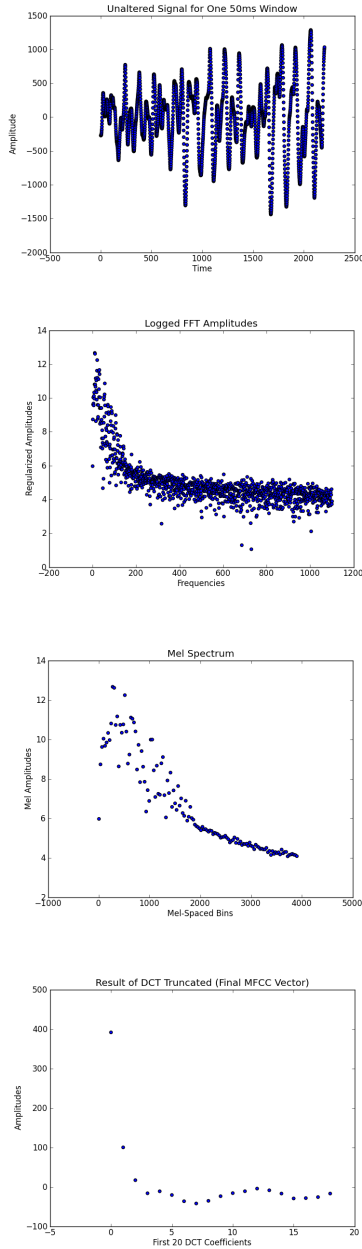 Unaltered Signal for One 50ms Window
1500
1000
500
0
−500
−1000
−1500
−2000
−500 0 500 1000 1500 2000 2500
Amplitude
Time
Logged FFT Amplitudes
14
12
10
8
6
4
2
0
−200 0 200 400 600 800 1000 1200
Regularized Amplitudes
Frequencies
Mel Spectrum
14
12
10
8
6
4
2
−1000 0 1000 2000 3000 4000 5000
Mel Amplitudes
Mel-Spaced Bins
Result of DCT Truncated (Final MFCC Vector)
500
400
300
200
100
0
−100
0 5 10 15 20
Amplitudes
First 20 DCT Coefficients